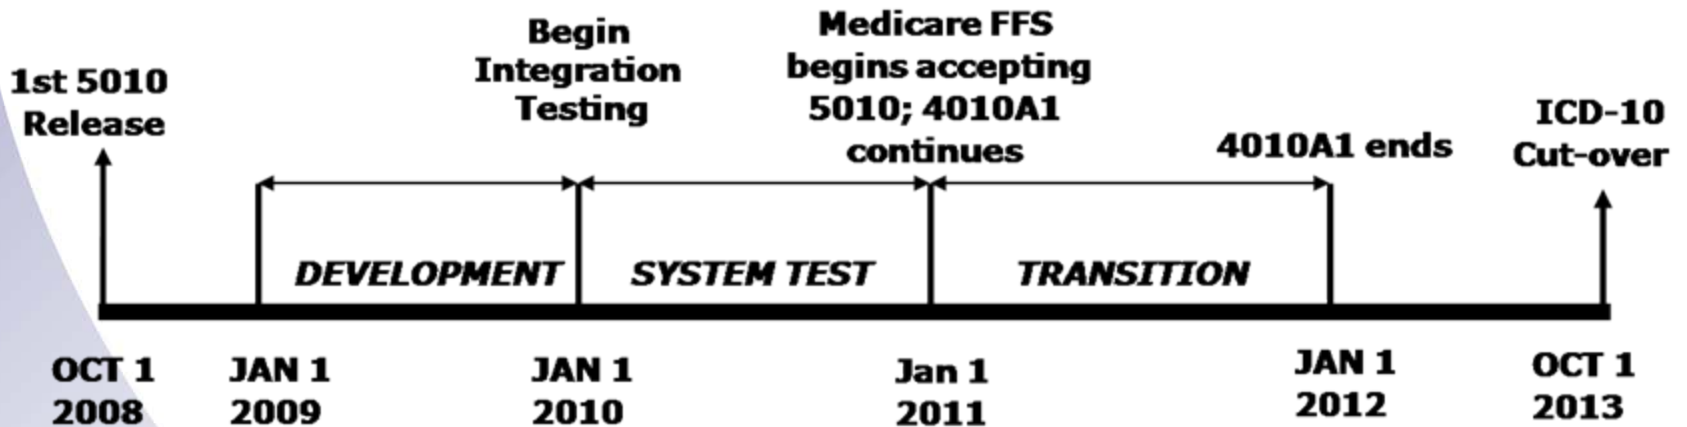 1st 5010
Release
Begin
Integration
Testing
Medicare FFS
begins accepting
5010; 4010A1
continues
4010A1 ends
ICD-10
Cut-over
DEVELOPMENT
SYSTEM TEST
TRANSITION
OCT 1
2008
JAN 1
2009
JAN 1
2010
Jan 1
2011
JAN 1
2012
OCT 1
2013